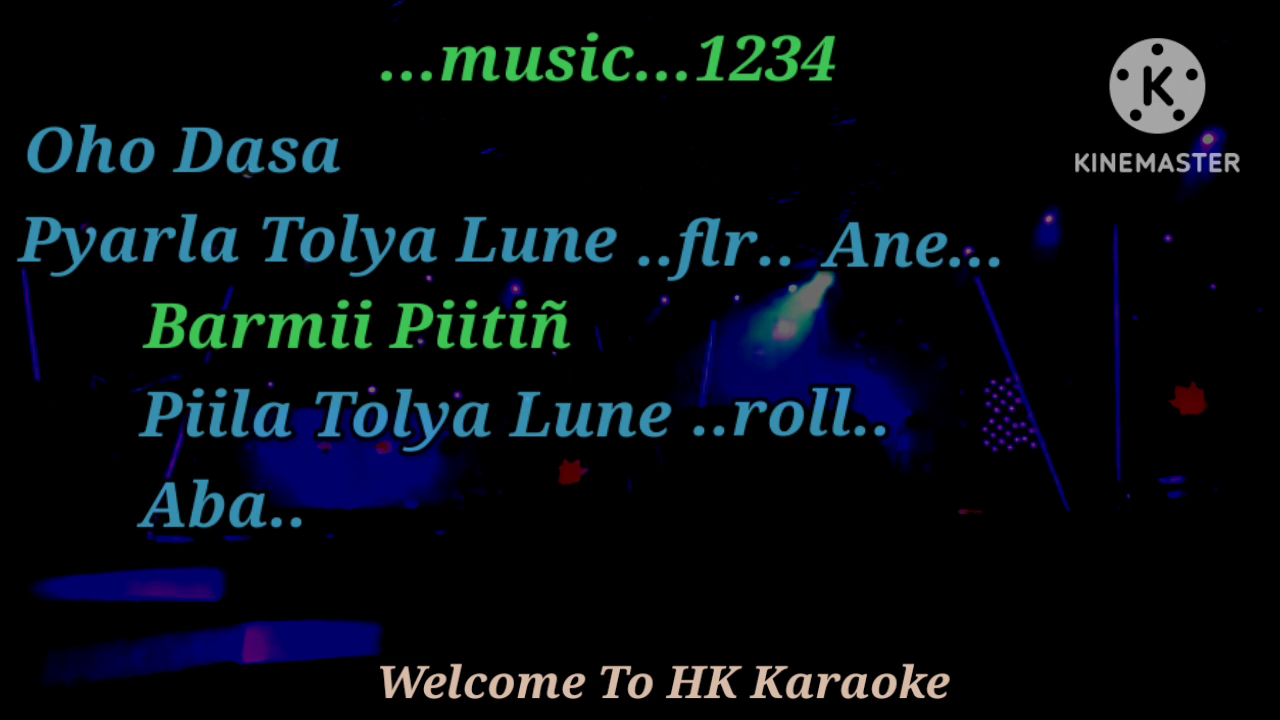 ...music...1234
KINEMASTER
Oho Dasa
Pyarla Tolya Lune ..flr.. Ane...
Barmii Piitiñ
Piila Tolya Lune ..roll..
Aba..
Welcome To HK Karaoke